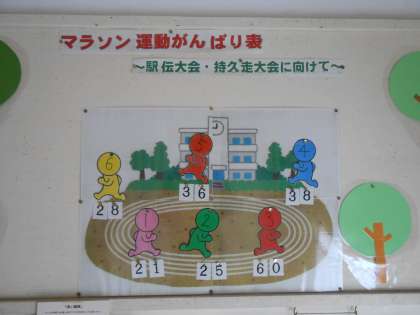 マラソン運動がんばり表
～駅伝大会・持久走大会に向けて～
6 5 4
28 36 38
1 2 3
21 25 60